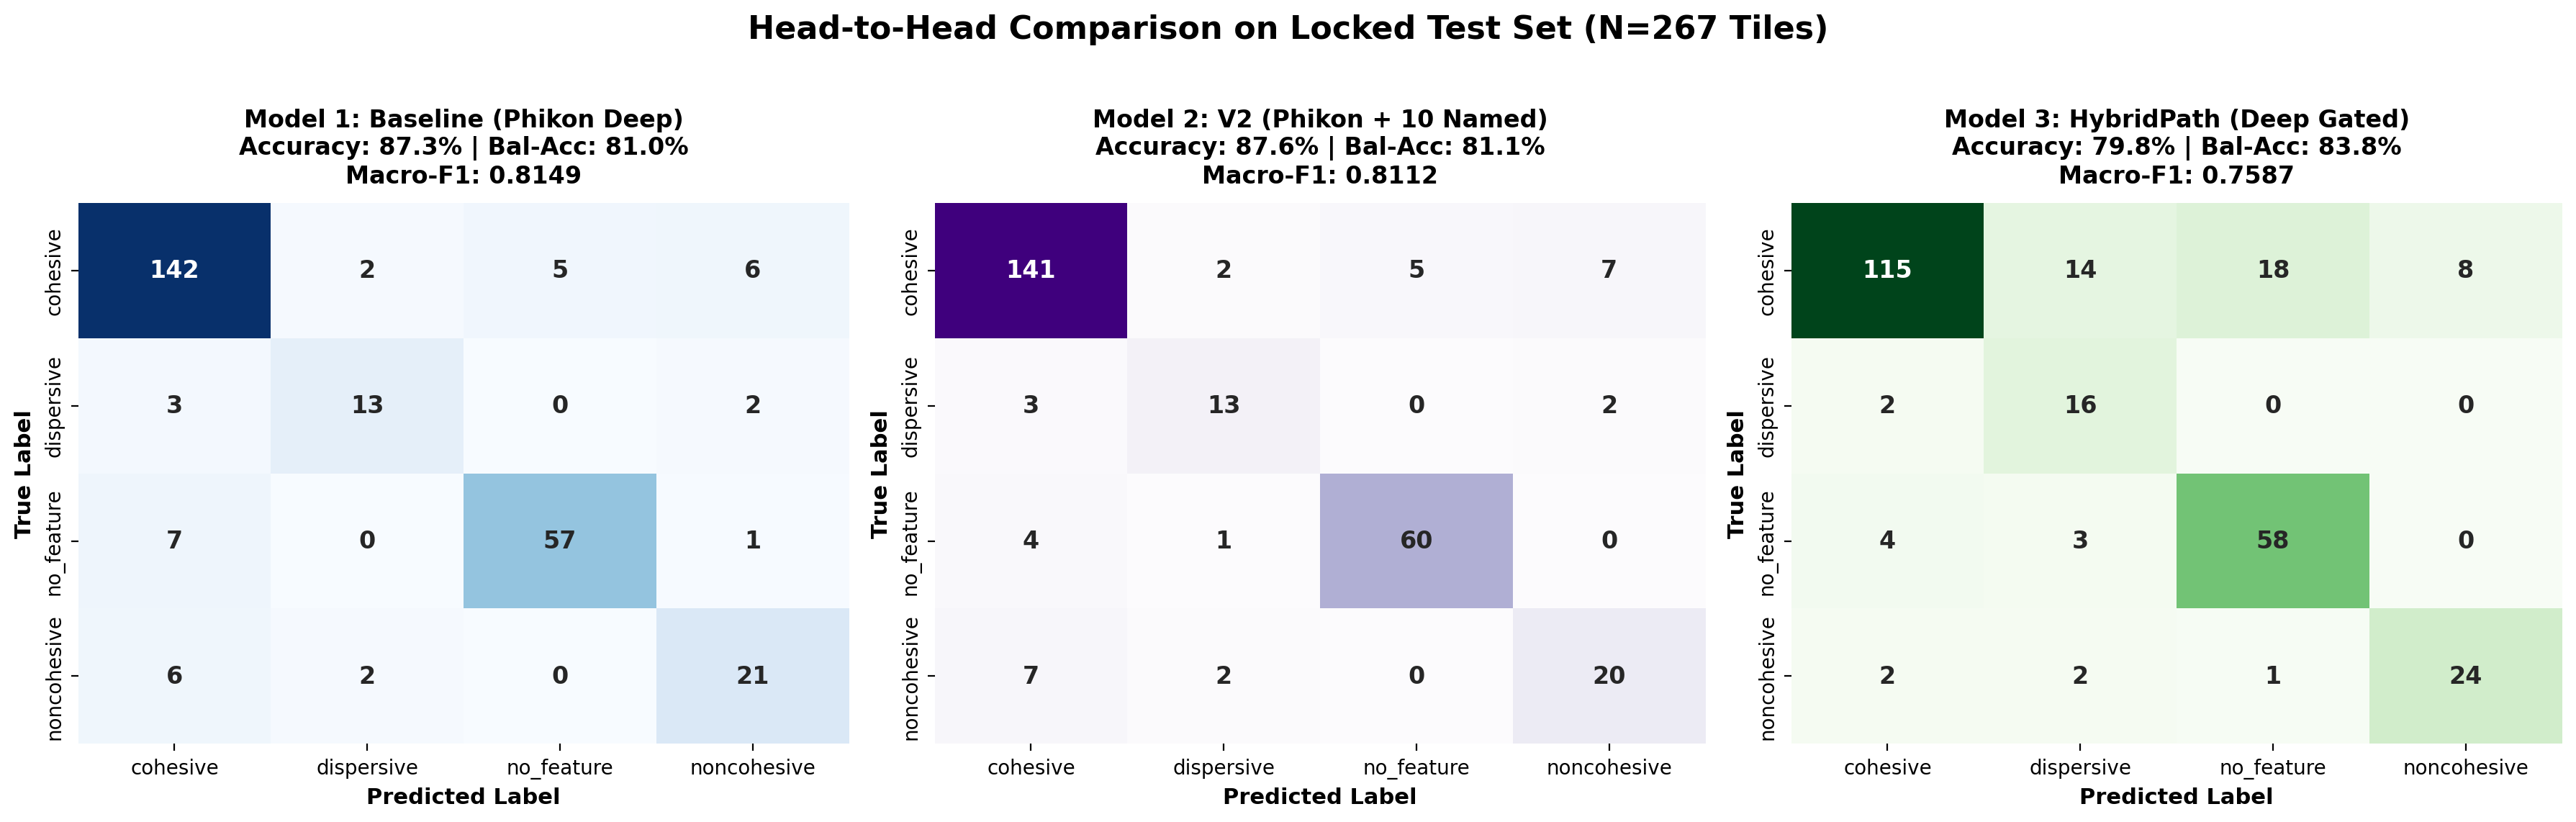 Head-to-Head Comparison on Locked Test Set (N=267 Tiles)
Model 1: Baseline (Phikon Deep)
Accuracy: 87.3% | Bal-Acc: 81.0%
Macro-F1: 0.8149
True Label
cohesive
142 2 5 6
dispersive
3 13 0 2
no_feature
7 0 57 1
noncohesive
6 2 0 21
cohesive dispersive no_feature noncohesive
Predicted Label
Model 2: V2 (Phikon + 10 Named)
Accuracy: 87.6% | Bal-Acc: 81.1%
Macro-F1: 0.8112
True Label
cohesive
141 2 5 7
dispersive
3 13 0 2
no_feature
4 1 60 0
noncohesive
7 2 0 20
cohesive dispersive no_feature noncohesive
Predicted Label
Model 3: HybridPath (Deep Gated)
Accuracy: 79.8% | Bal-Acc: 83.8%
Macro-F1: 0.7587
True Label
cohesive
115 14 18 8
dispersive
2 16 0 0
no_feature
4 3 58 0
noncohesive
2 2 1 24
cohesive dispersive no_feature noncohesive
Predicted Label